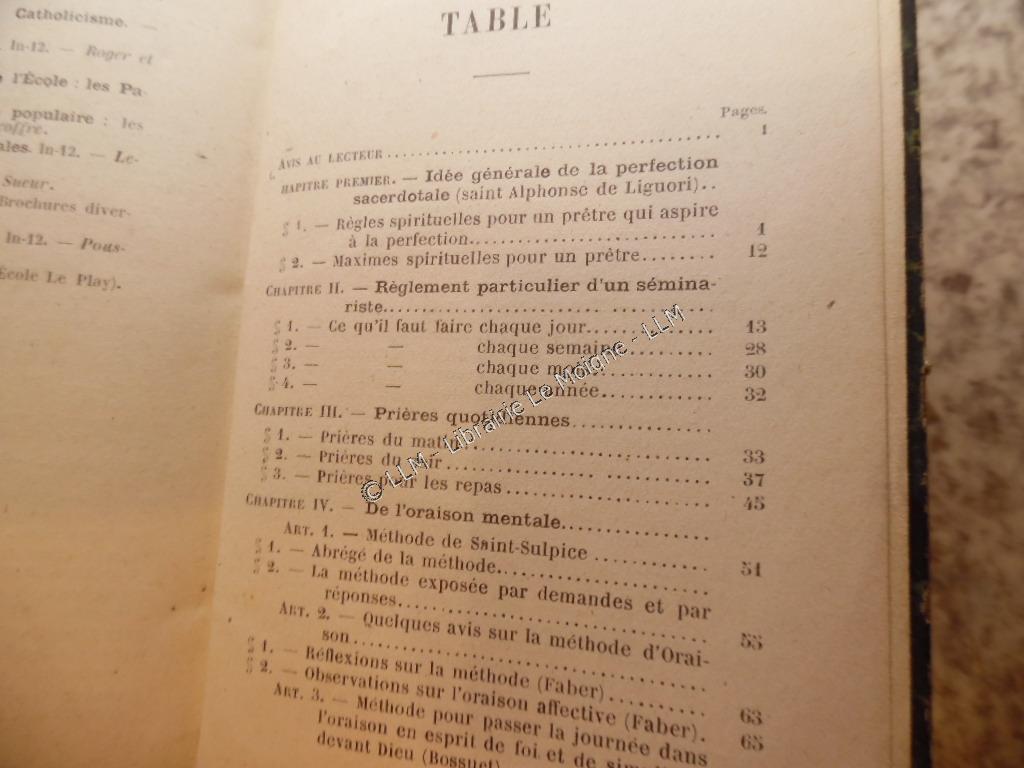 Catholicisme. —
In-12. — Roger et
l'École : les Pa-
populaire : les
offre.
ales. In-12. — Le-
Sueur.
Brochures diver-
In-12. — Pous-
École Le Play).
TABLE
Pages.
AVIS AU LECTEUR........ 1
HAPITRE PREMIER. — Idée générale de la perfection
sacerdotale (saint Alphonse de Liguori)..
§ 1. — Règles spirituelles pour un prêtre qui aspire
à la perfection........ 1
§ 2. — Maximes spirituelles pour un prêtre........ 12
CHAPITRE II. — Règlement particulier d'un sémina-
riste........
§ 1. — Ce qu'il faut faire chaque jour........ 13
§ 2. — — chaque semaine........ 28
§ 3. — — chaque mois........ 30
§ 4. — — chaque année........ 32
CHAPITRE III. — Prières quotidiennes........
§ 1. — Prières du matin........ 33
§ 2. — Prières du soir........ 37
§ 3. — Prières pour les repas........ 45
CHAPITRE IV. — De l'oraison mentale........
ART. 1. — Méthode de Saint-Sulpice........
§ 1. — Abrégé de la méthode........ 51
§ 2. — La méthode exposée par demandes et par
réponses........ 55
ART. 2. — Quelques avis sur la méthode d'Orai-
son........
§ 1. — Réflexions sur la méthode (Faber)........ 63
§ 2. — Observations sur l'oraison affective (Faber). 65
ART. 3. — Méthode pour passer la journée dans
l'oraison en esprit de foi et de
devant Dieu (Bossuet)
© LLM - Librairie Le Moigne - LLM